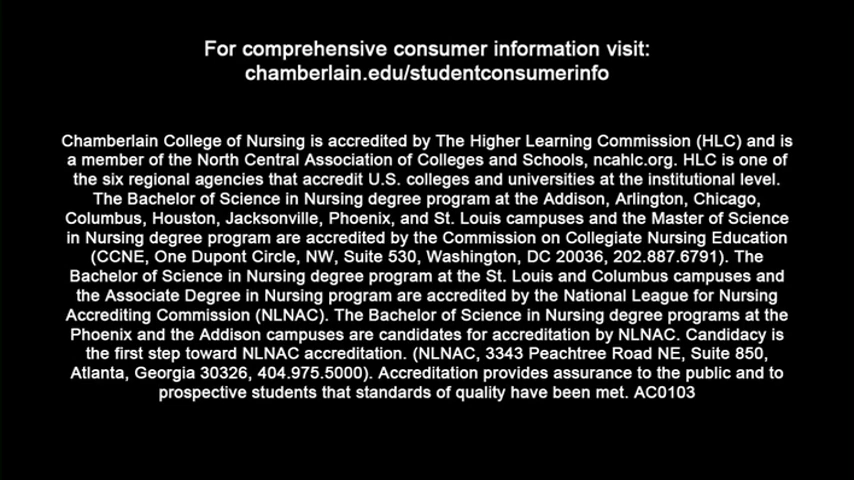 For comprehensive consumer information visit:
chamberlain.edu/studentconsumerinfo
Chamberlain College of Nursing is accredited by The Higher Learning Commission (HLC) and is
a member of the North Central Association of Colleges and Schools, ncahlc.org. HLC is one of
the six regional agencies that accredit U.S. colleges and universities at the institutional level.
The Bachelor of Science in Nursing degree program at the Addison, Arlington, Chicago,
Columbus, Houston, Jacksonville, Phoenix, and St. Louis campuses and the Master of Science
in Nursing degree program are accredited by the Commission on Collegiate Nursing Education
(CCNE, One Dupont Circle, NW, Suite 530, Washington, DC 20036, 202.887.6791). The
Bachelor of Science in Nursing degree program at the St. Louis and Columbus campuses and
the Associate Degree in Nursing program are accredited by the National League for Nursing
Accrediting Commission (NLNAC). The Bachelor of Science in Nursing degree programs at the
Phoenix and the Addison campuses are candidates for accreditation by NLNAC. Candidacy is
the first step toward NLNAC accreditation. (NLNAC, 3343 Peachtree Road NE, Suite 850,
Atlanta, Georgia 30326, 404.975.5000). Accreditation provides assurance to the public and to
prospective students that standards of quality have been met. AC0103